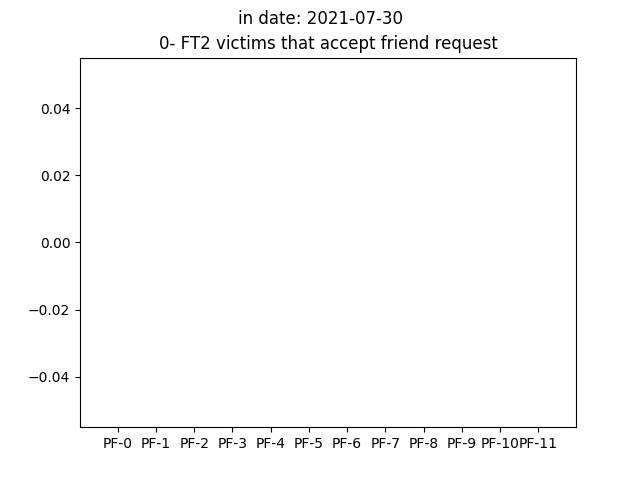 in date: 2021-07-30
0- FT2 victims that accept friend request
0.04
0.02
0.00
−0.02
−0.04
PF-0 PF-1 PF-2 PF-3 PF-4 PF-5 PF-6 PF-7 PF-8 PF-9 PF-10 PF-11